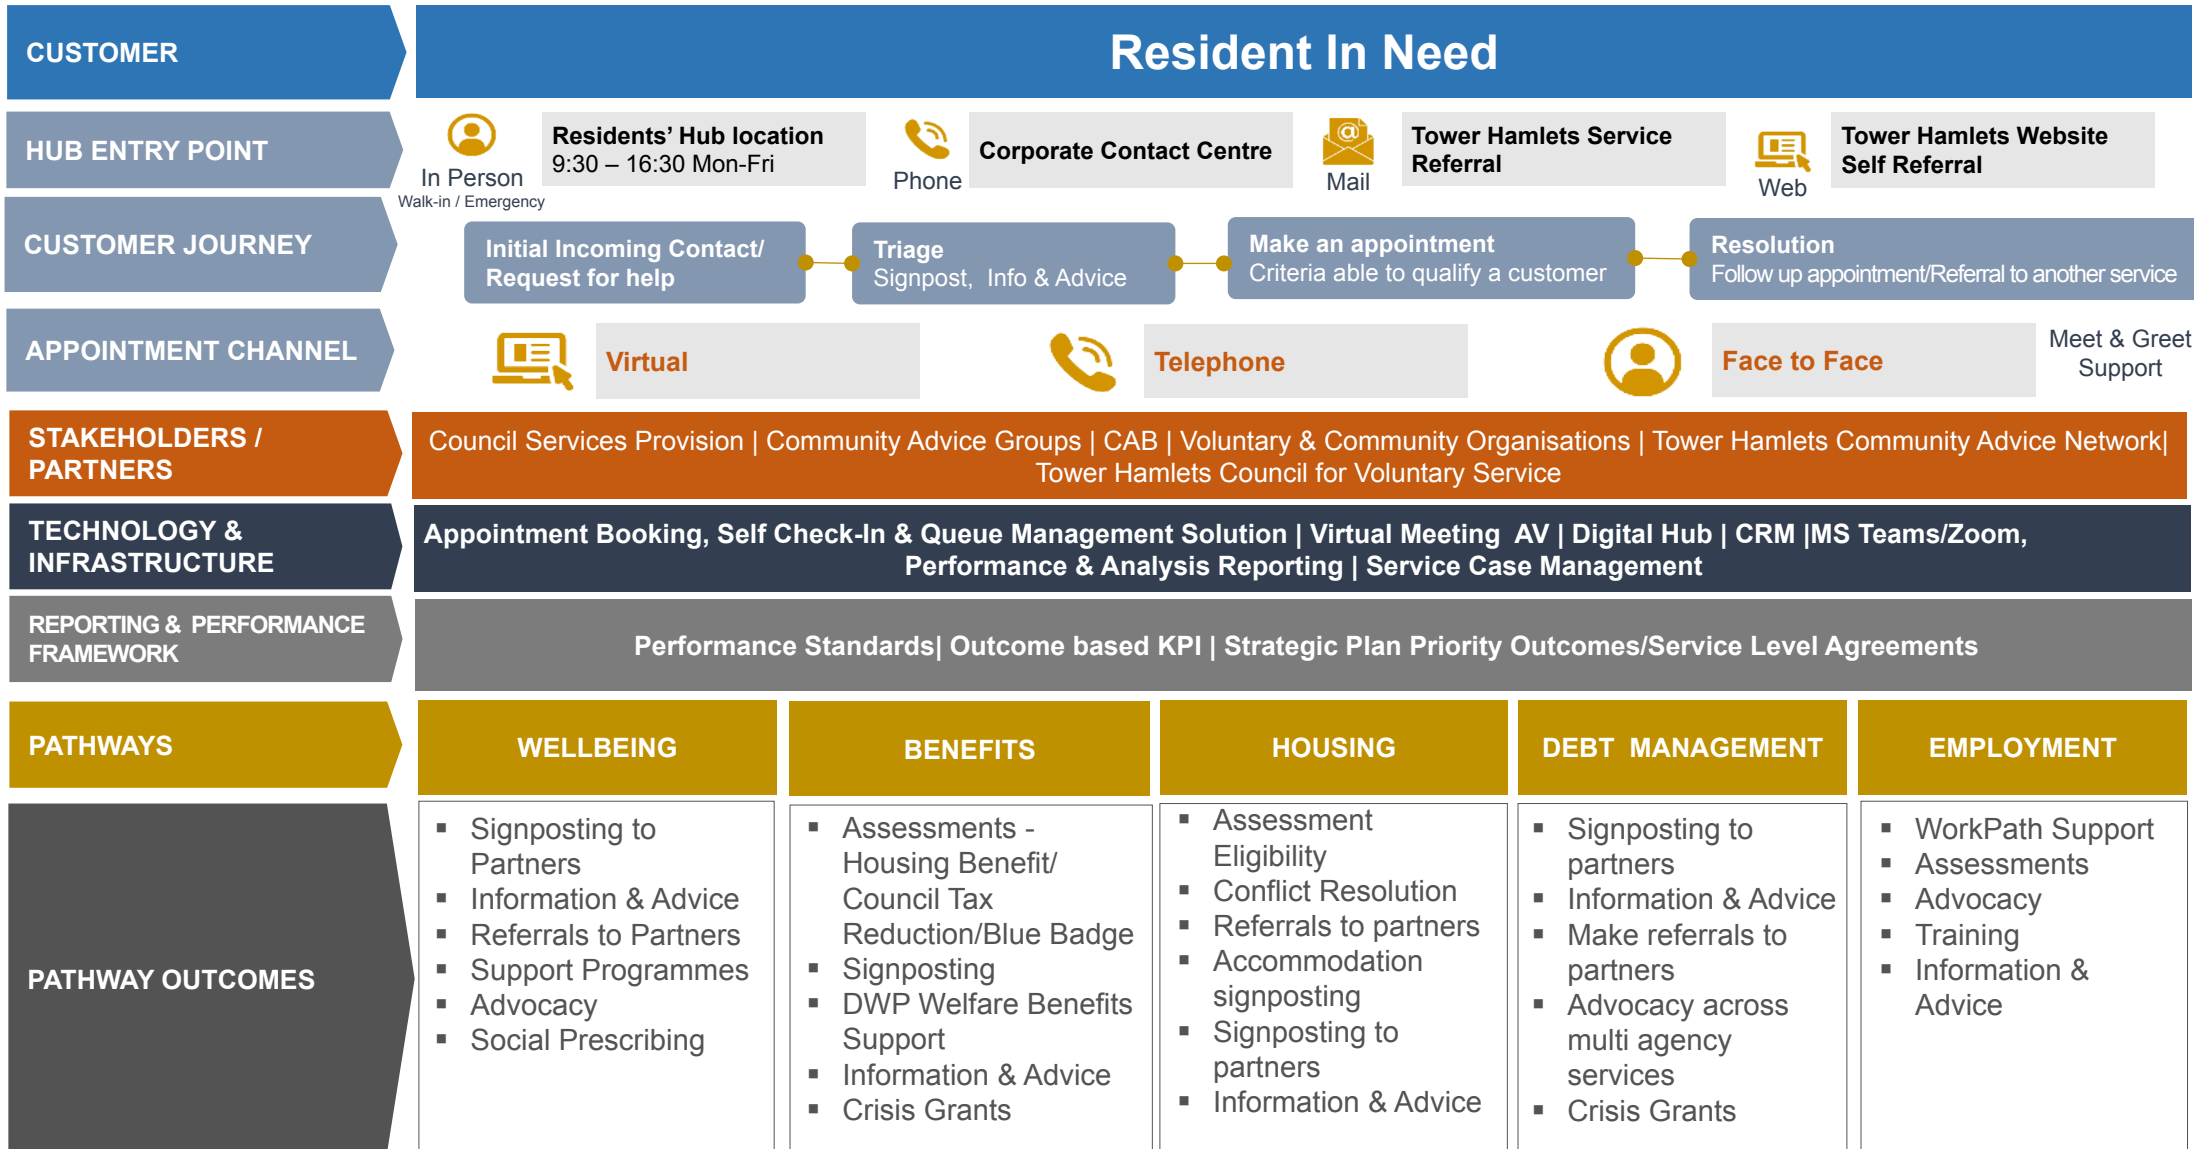 CUSTOMER
Resident In Need
HUB ENTRY POINT
In Person
Walk-in / Emergency
Residents’ Hub location
9:30 – 16:30 Mon-Fri
Phone
Corporate Contact Centre
@
Mail
Tower Hamlets Service
Referral
Web
Tower Hamlets Website
Self Referral
CUSTOMER JOURNEY
Initial Incoming Contact/
Request for help
Triage
Signpost, Info & Advice
Make an appointment
Criteria able to qualify a customer
Resolution
Follow up appointment/Referral to another service
APPOINTMENT CHANNEL
Virtual
Telephone
Face to Face
Meet & Greet
Support
STAKEHOLDERS /
PARTNERS
Council Services Provision | Community Advice Groups | CAB | Voluntary & Community Organisations | Tower Hamlets Community Advice Network|
Tower Hamlets Council for Voluntary Service
TECHNOLOGY &
INFRASTRUCTURE
Appointment Booking, Self Check-In & Queue Management Solution | Virtual Meeting AV | Digital Hub | CRM |MS Teams/Zoom,
Performance & Analysis Reporting | Service Case Management
REPORTING & PERFORMANCE
FRAMEWORK
Performance Standards| Outcome based KPI | Strategic Plan Priority Outcomes/Service Level Agreements
PATHWAYS
WELLBEING
BENEFITS
HOUSING
DEBT MANAGEMENT
EMPLOYMENT
PATHWAY OUTCOMES
▪ Signposting to
Partners
▪ Information & Advice
▪ Referrals to Partners
▪ Support Programmes
▪ Advocacy
▪ Social Prescribing
▪ Assessments -
Housing Benefit/
Council Tax
Reduction/Blue Badge
▪ Signposting
▪ DWP Welfare Benefits
Support
▪ Information & Advice
▪ Crisis Grants
▪ Assessment
Eligibility
▪ Conflict Resolution
▪ Referrals to partners
▪ Accommodation
signposting
▪ Signposting to
partners
▪ Information & Advice
▪ Signposting to
partners
▪ Information & Advice
▪ Make referrals to
partners
▪ Advocacy across
multi agency
services
▪ Crisis Grants
▪ WorkPath Support
▪ Assessments
▪ Advocacy
▪ Training
▪ Information &
Advice